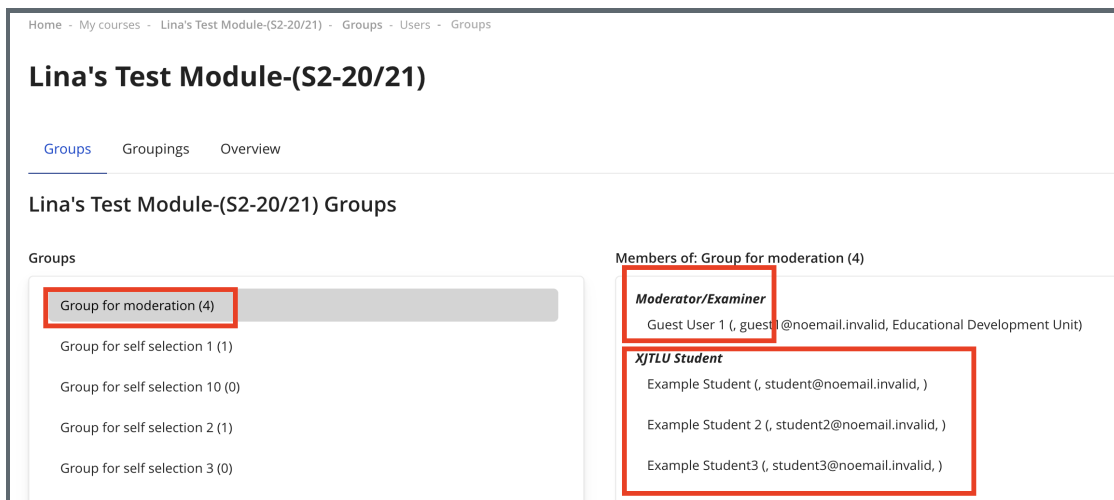 Home - My courses - Lina's Test Module-(S2-20/21) - Groups - Users - Groups
Lina's Test Module-(S2-20/21)
Groups Groupings Overview
Lina's Test Module-(S2-20/21) Groups
Groups
Group for moderation (4)
Group for self selection 1 (1)
Group for self selection 10 (0)
Group for self selection 2 (1)
Group for self selection 3 (0)
Members of: Group for moderation (4)
Moderator/Examiner
Guest User 1 (, guest1@noemail.invalid, Educational Development Unit)
XJTLU Student
Example Student (, student@noemail.invalid, )
Example Student 2 (, student2@noemail.invalid, )
Example Student3 (, student3@noemail.invalid, )